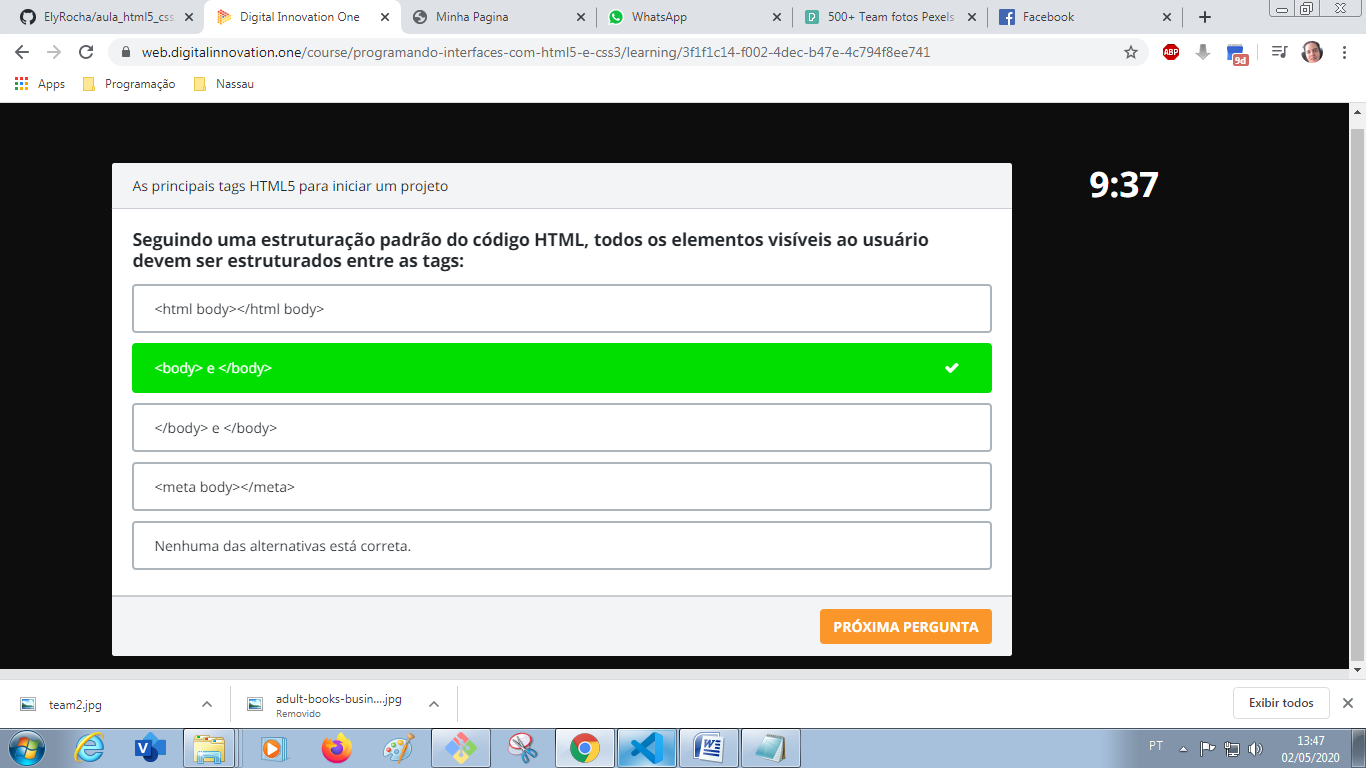 ElyRocha/aula_html5_css
Digital Innovation One
Minha Pagina
WhatsApp
500+ Team fotos Pexels
Facebook
web.digitalinnovation.one/course/programando-interfaces-com-html5-e-css3/learning/3f1f1c14-f002-4dec-b47e-4c794f8ee741
ABP
9d
Apps
Programação
Nassau
As principais tags HTML5 para iniciar um projeto
9:37
Seguindo uma estruturação padrão do código HTML, todos os elementos visíveis ao usuário
devem ser estruturados entre as tags:
<html body></html body>
<body> e </body>
</body> e </body>
<meta body></meta>
Nenhuma das alternativas está correta.
PRÓXIMA PERGUNTA
team2.jpg
adult-books-busin....jpg
Removido
Exibir todos
PT
13:47
02/05/2020